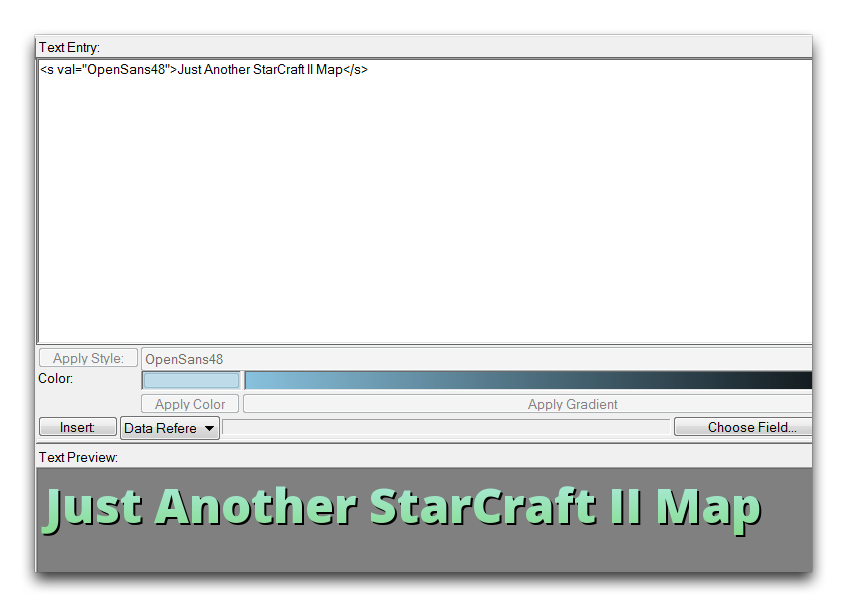 Text Entry:
<s val="OpenSans48">Just Another StarCraft II Map</s>
Apply Style: OpenSans48
Color:
Apply Color Apply Gradient
Insert: Data Refere Choose Field...
Text Preview:
Just Another StarCraft II Map